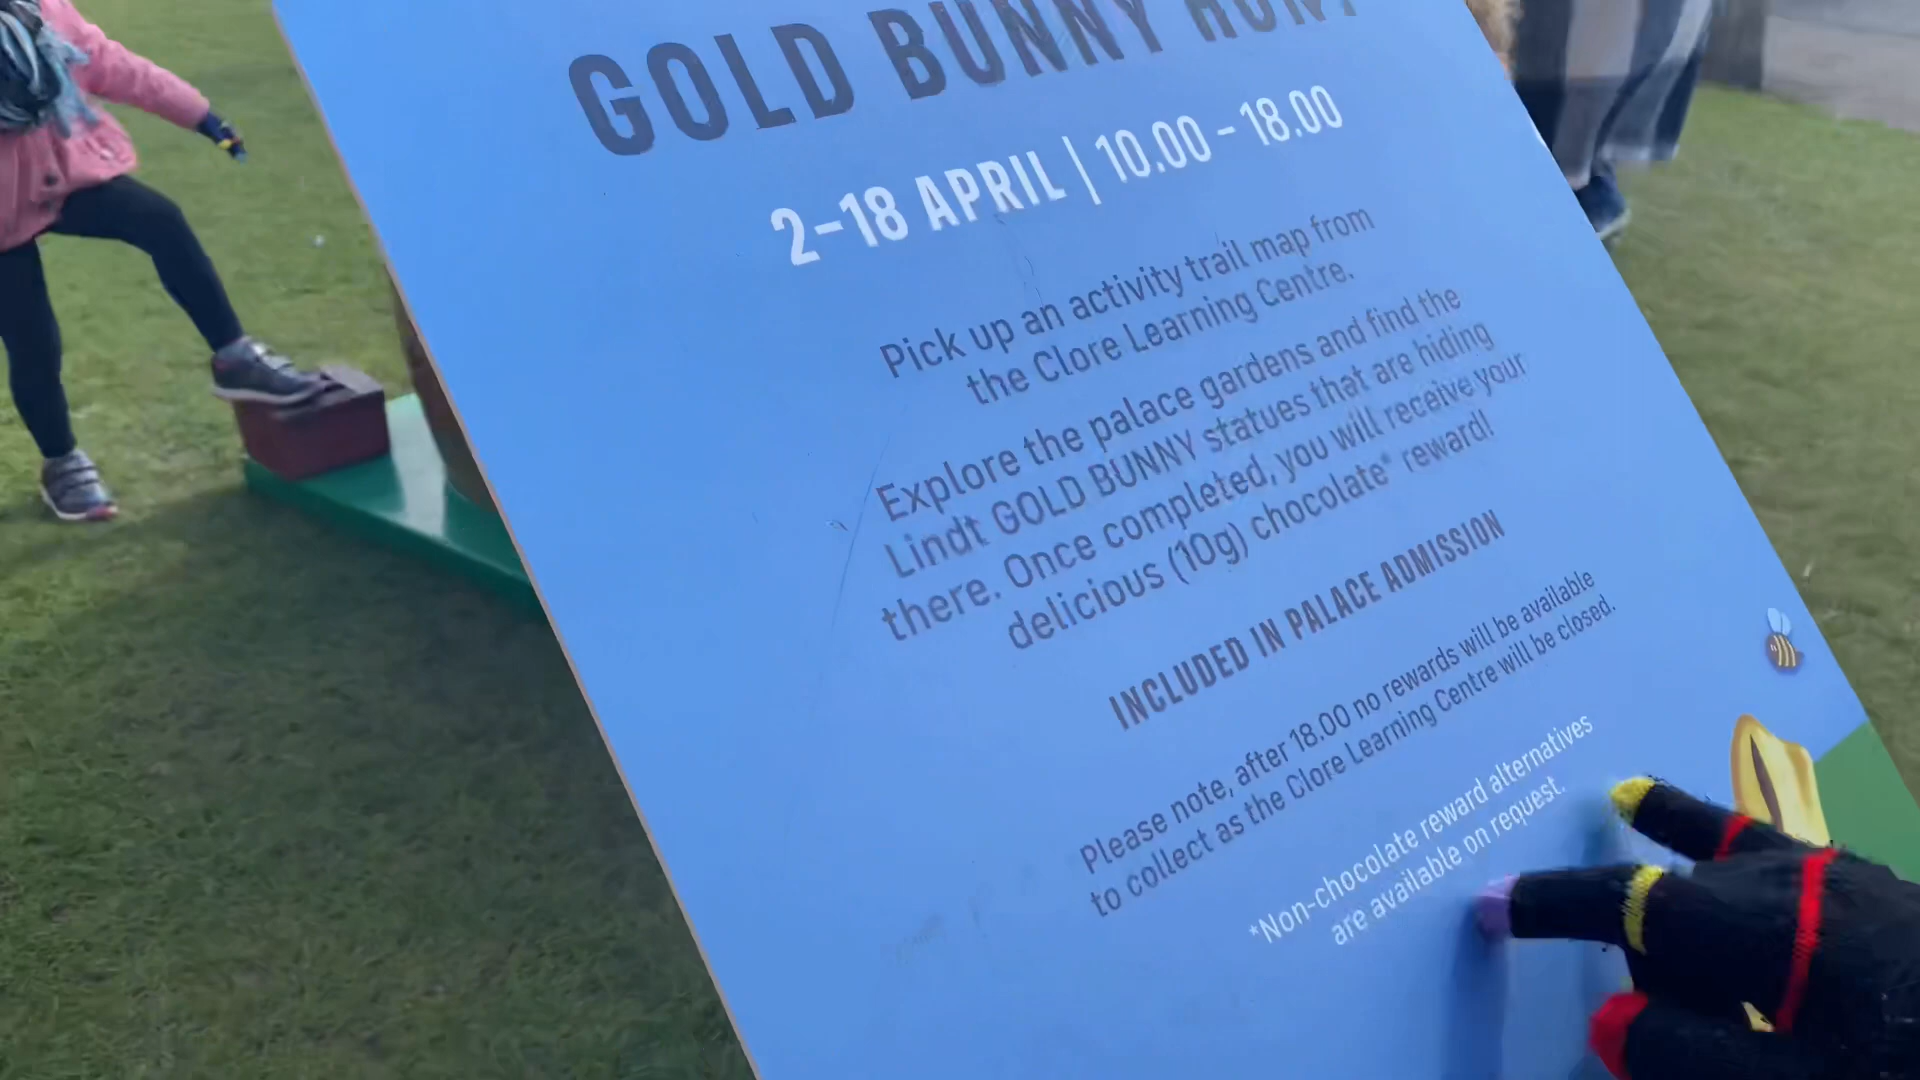 GOLD BUNNY HUNT
2-18 APRIL | 10.00 - 18.00
Pick up an activity trail map from
the Clore Learning Centre.
Explore the palace gardens and find the
Lindt GOLD BUNNY statues that are hiding
there. Once completed, you will receive your
delicious (10g) chocolate* reward!
INCLUDED IN PALACE ADMISSION
Please note, after 18.00 no rewards will be available
to collect as the Clore Learning Centre will be closed.
*Non-chocolate reward alternatives
are available on request.